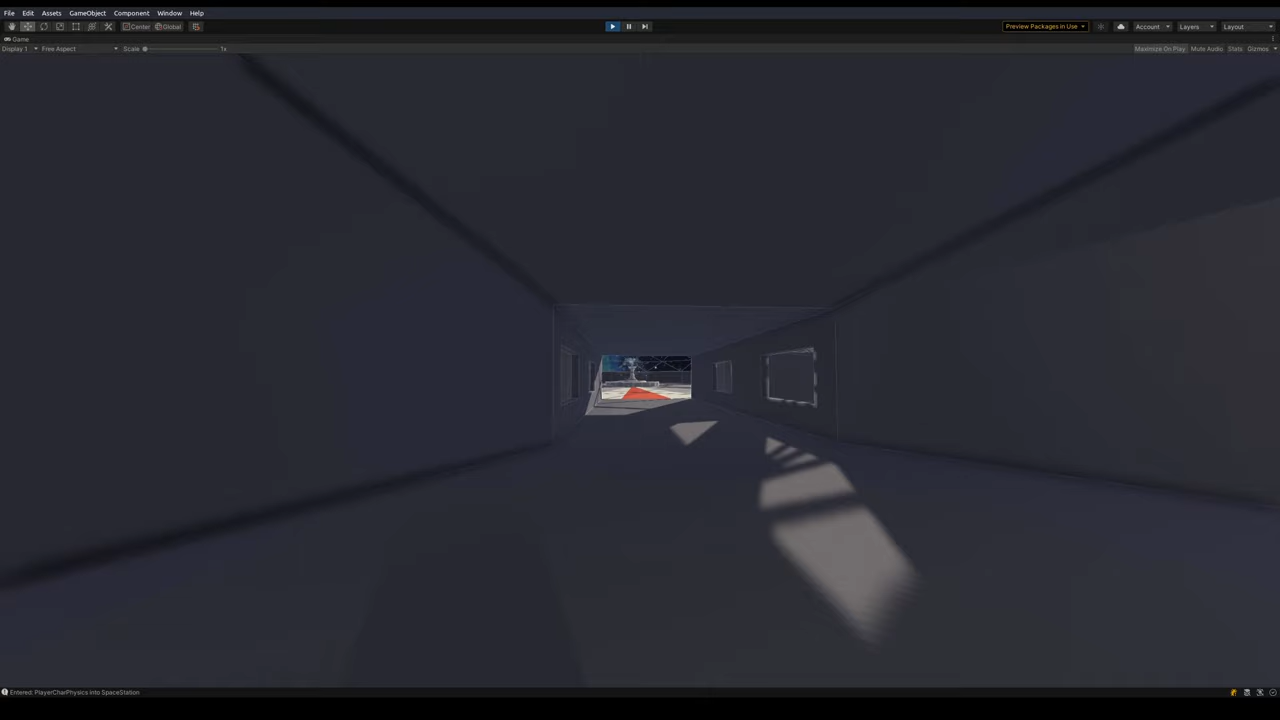 File Edit Assets GameObject Component Window Help
Center Global Preview Packages in Use Account Layers Layout
Game
Display 1 Free Aspect Scale 1x Maximize On Play Mute Audio Stats Gizmos
Entered: PlayerCharPhysics into SpaceStation